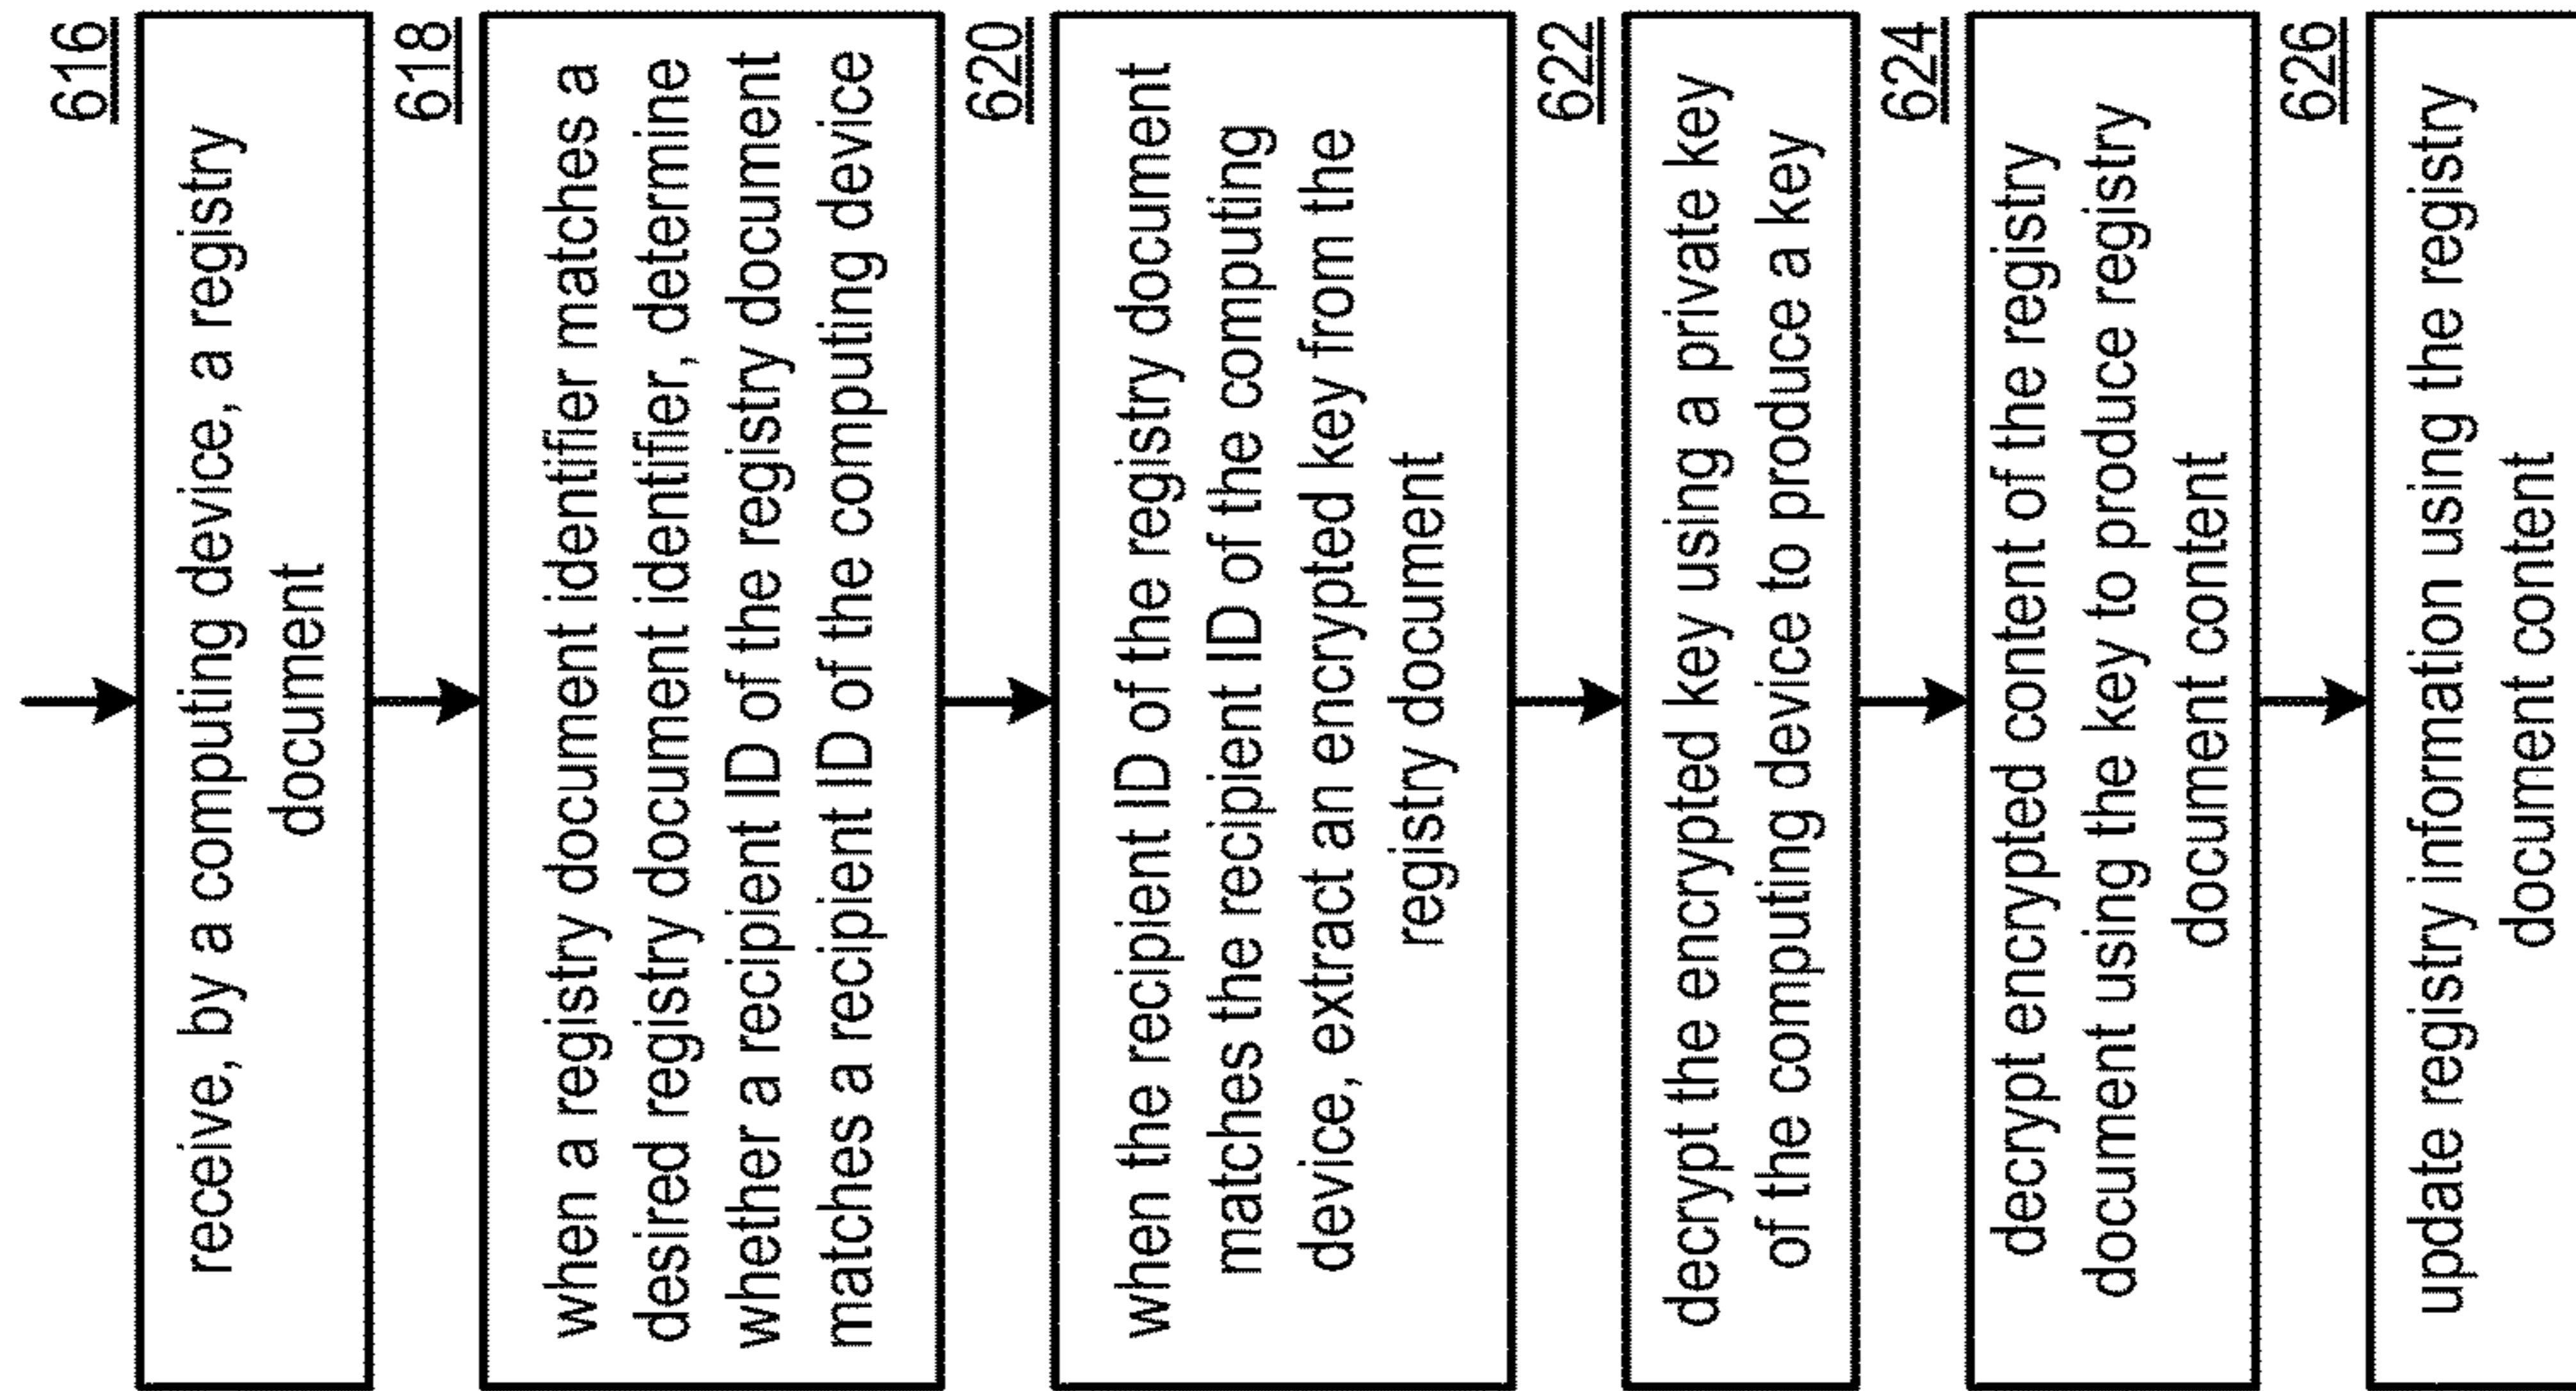 616
receive, by a computing device, a registry
document
618
when a registry document identifier matches a
desired registry document identifier, determine
whether a recipient ID of the registry document
matches a recipient ID of the computing device
620
when the recipient ID of the registry document
matches the recipient ID of the computing
device, extract an encrypted key from the
registry document
622
decrypt the encrypted key using a private key
of the computing device to produce a key
624
decrypt encrypted content of the registry
document using the key to produce registry
document content
626
update registry information using the registry
document content